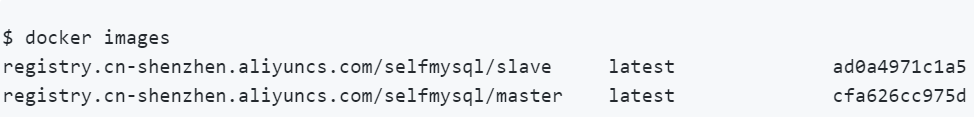 $ docker images
registry.cn-shenzhen.aliyuncs.com/selfmysql/slave latest ad0a4971c1a5
registry.cn-shenzhen.aliyuncs.com/selfmysql/master latest cfa626cc975d